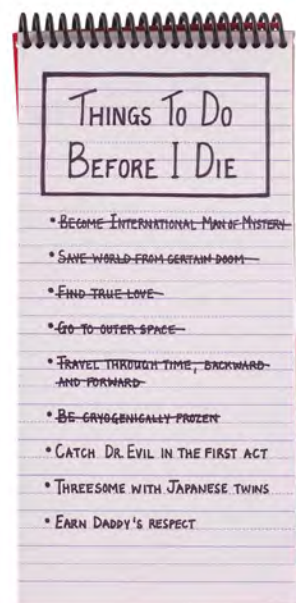 THINGS TO DO
BEFORE I DIE
• BECOME INTERNATIONAL MAN OF MYSTERY
• SAVE WORLD FROM CERTAIN DOOM
• FIND TRUE LOVE
• GO TO OUTER SPACE
• TRAVEL THROUGH TIME, BACKWARD
AND FORWARD
• BE CRYOGENICALLY FROZEN
• CATCH DR. EVIL IN THE FIRST ACT
• THREESOME WITH JAPANESE TWINS
• EARN DADDY'S RESPECT